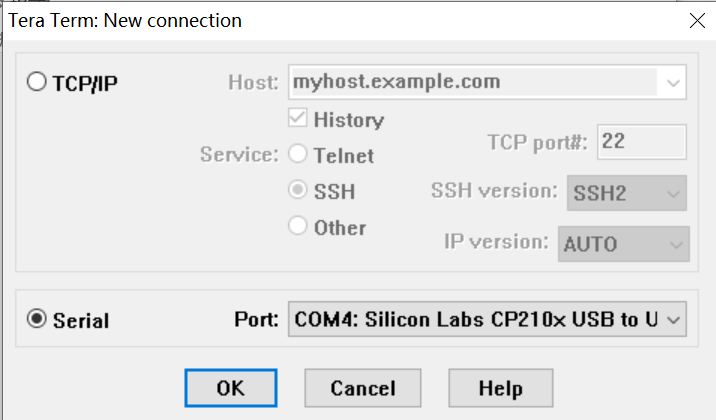 Tera Term: New connection
TCP/IP
Host: myhost.example.com
History
Service: Telnet
TCP port#: 22
SSH
SSH version: SSH2
Other
IP version: AUTO
Serial
Port: COM4: Silicon Labs CP210x USB to U
OK
Cancel
Help